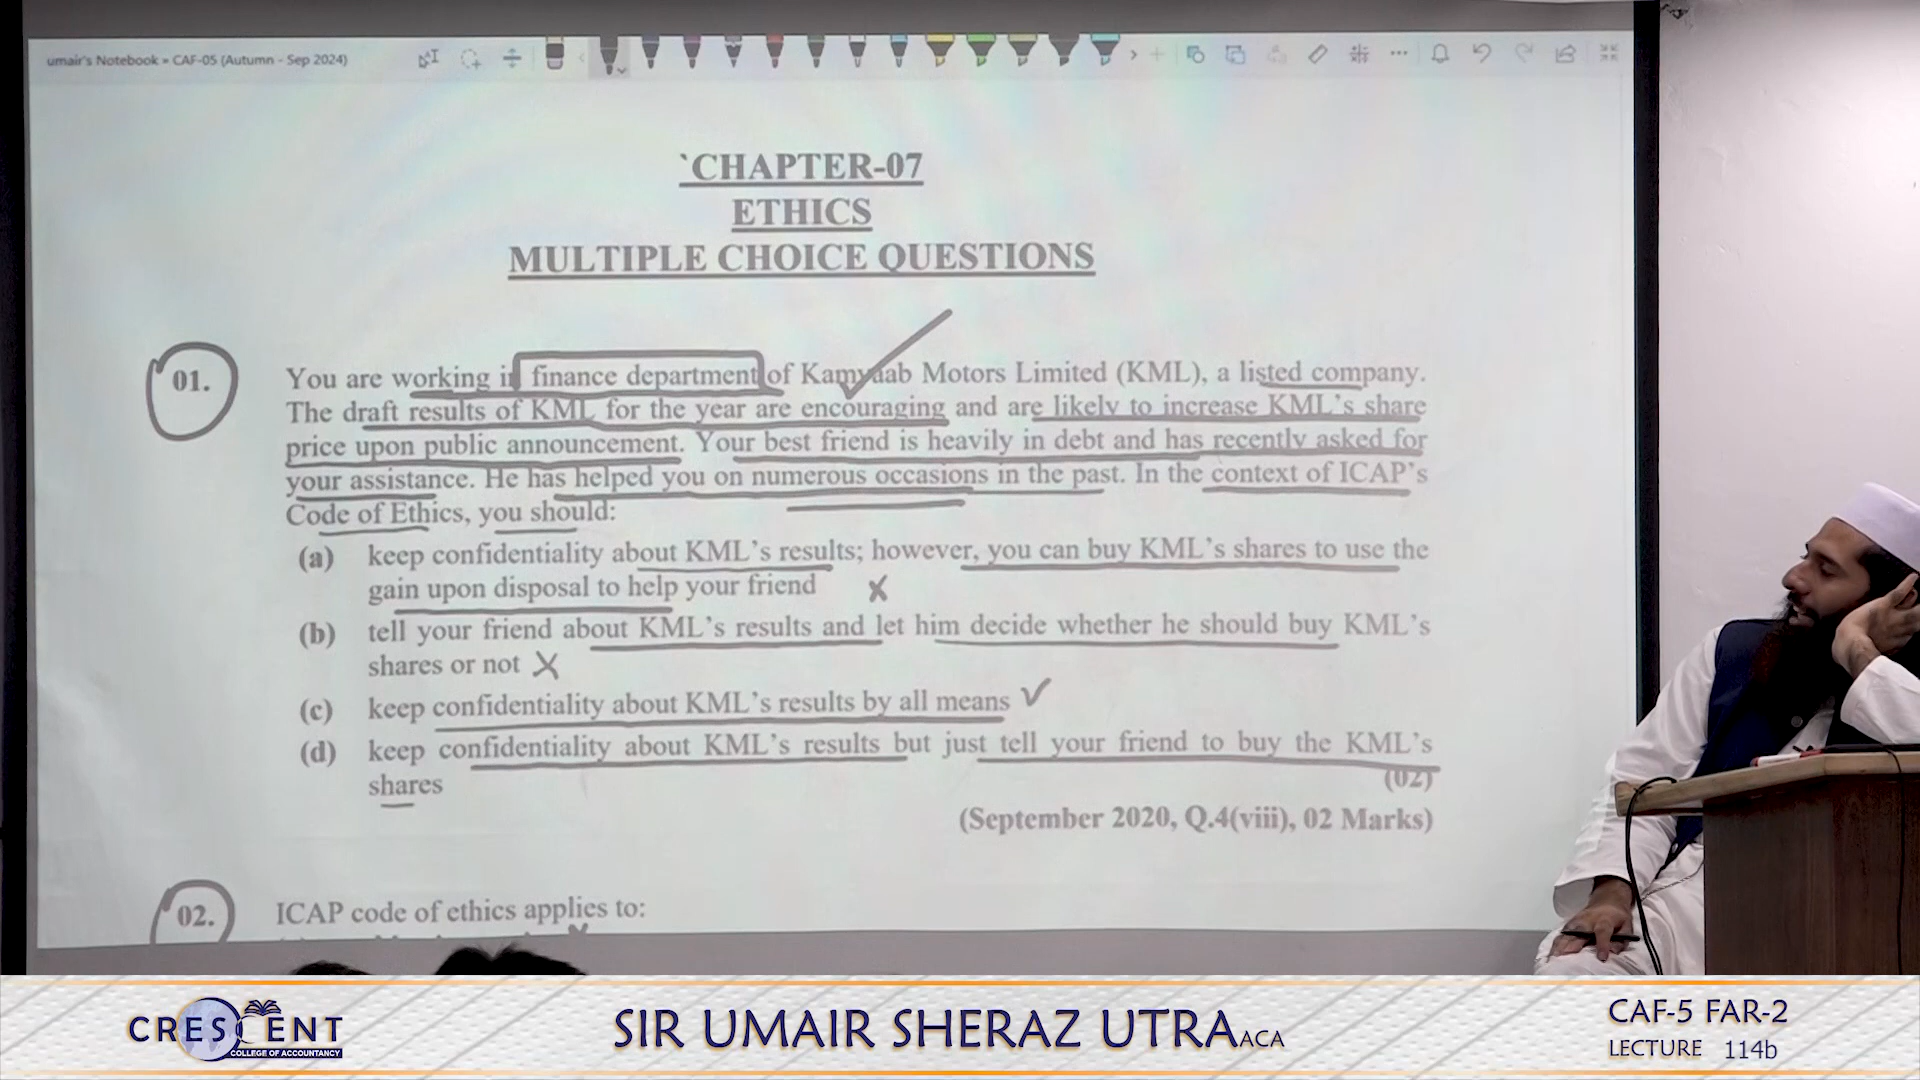 umair's Notebook » CAF-05 (Autumn - Sep 2024)
`CHAPTER-07
ETHICS
MULTIPLE CHOICE QUESTIONS
01. You are working in finance department of Kamyaab Motors Limited (KML), a listed company.
The draft results of KML for the year are encouraging and are likely to increase KML's share
price upon public announcement. Your best friend is heavily in debt and has recently asked for
your assistance. He has helped you on numerous occasions in the past. In the context of ICAP's
Code of Ethics, you should:
(a) keep confidentiality about KML's results; however, you can buy KML's shares to use the
gain upon disposal to help your friend
(b) tell your friend about KML's results and let him decide whether he should buy KML's
shares or not
(c) keep confidentiality about KML's results by all means
(d) keep confidentiality about KML's results but just tell your friend to buy the KML's
shares
(02)
(September 2020, Q.4(viii), 02 Marks)
02. ICAP code of ethics applies to:
CRESCENT
COLLEGE OF ACCOUNTANCY
SIR UMAIR SHERAZ UTRA ACA
CAF-5 FAR-2
LECTURE 114b